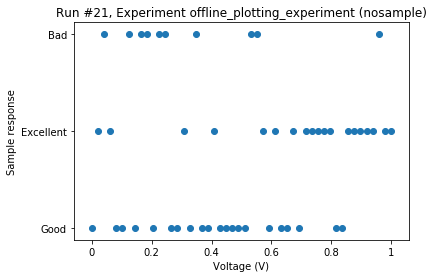 Run #21, Experiment offline_plotting_experiment (nosample)
Bad
Excellent
Good
Sample response
0
0.2
0.4
0.6
0.8
1
Voltage (V)